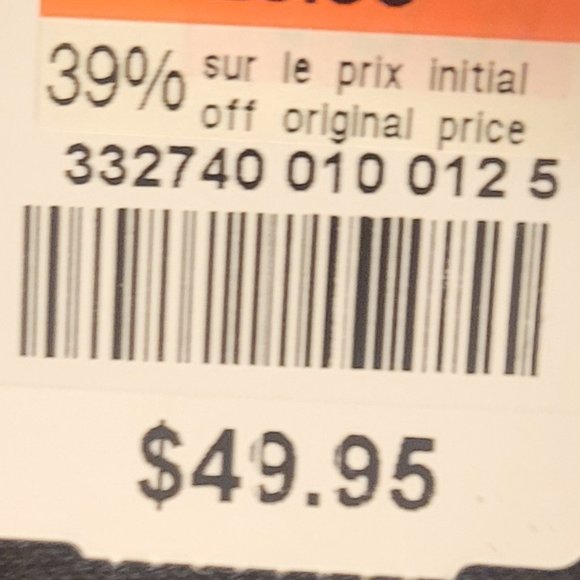 39% sur le prix initial
off original price
332740 010 012 5
$49.95